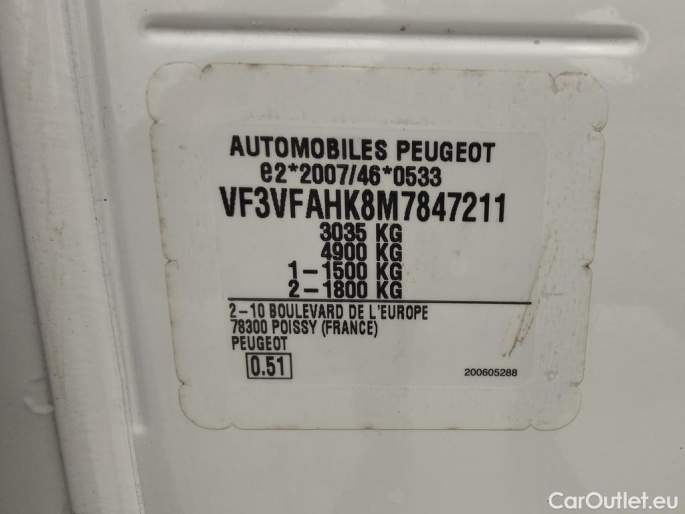 AUTOMOBILES PEUGEOT
e2*2007/46*0533
VF3VFAHK8M7847211
3035 KG
4900 KG
1-1500 KG
2-1800 KG
2-10 BOULEVARD DE L'EUROPE
78300 POISSY (FRANCE)
PEUGEOT
0.51
200605288
CarOutlet.eu